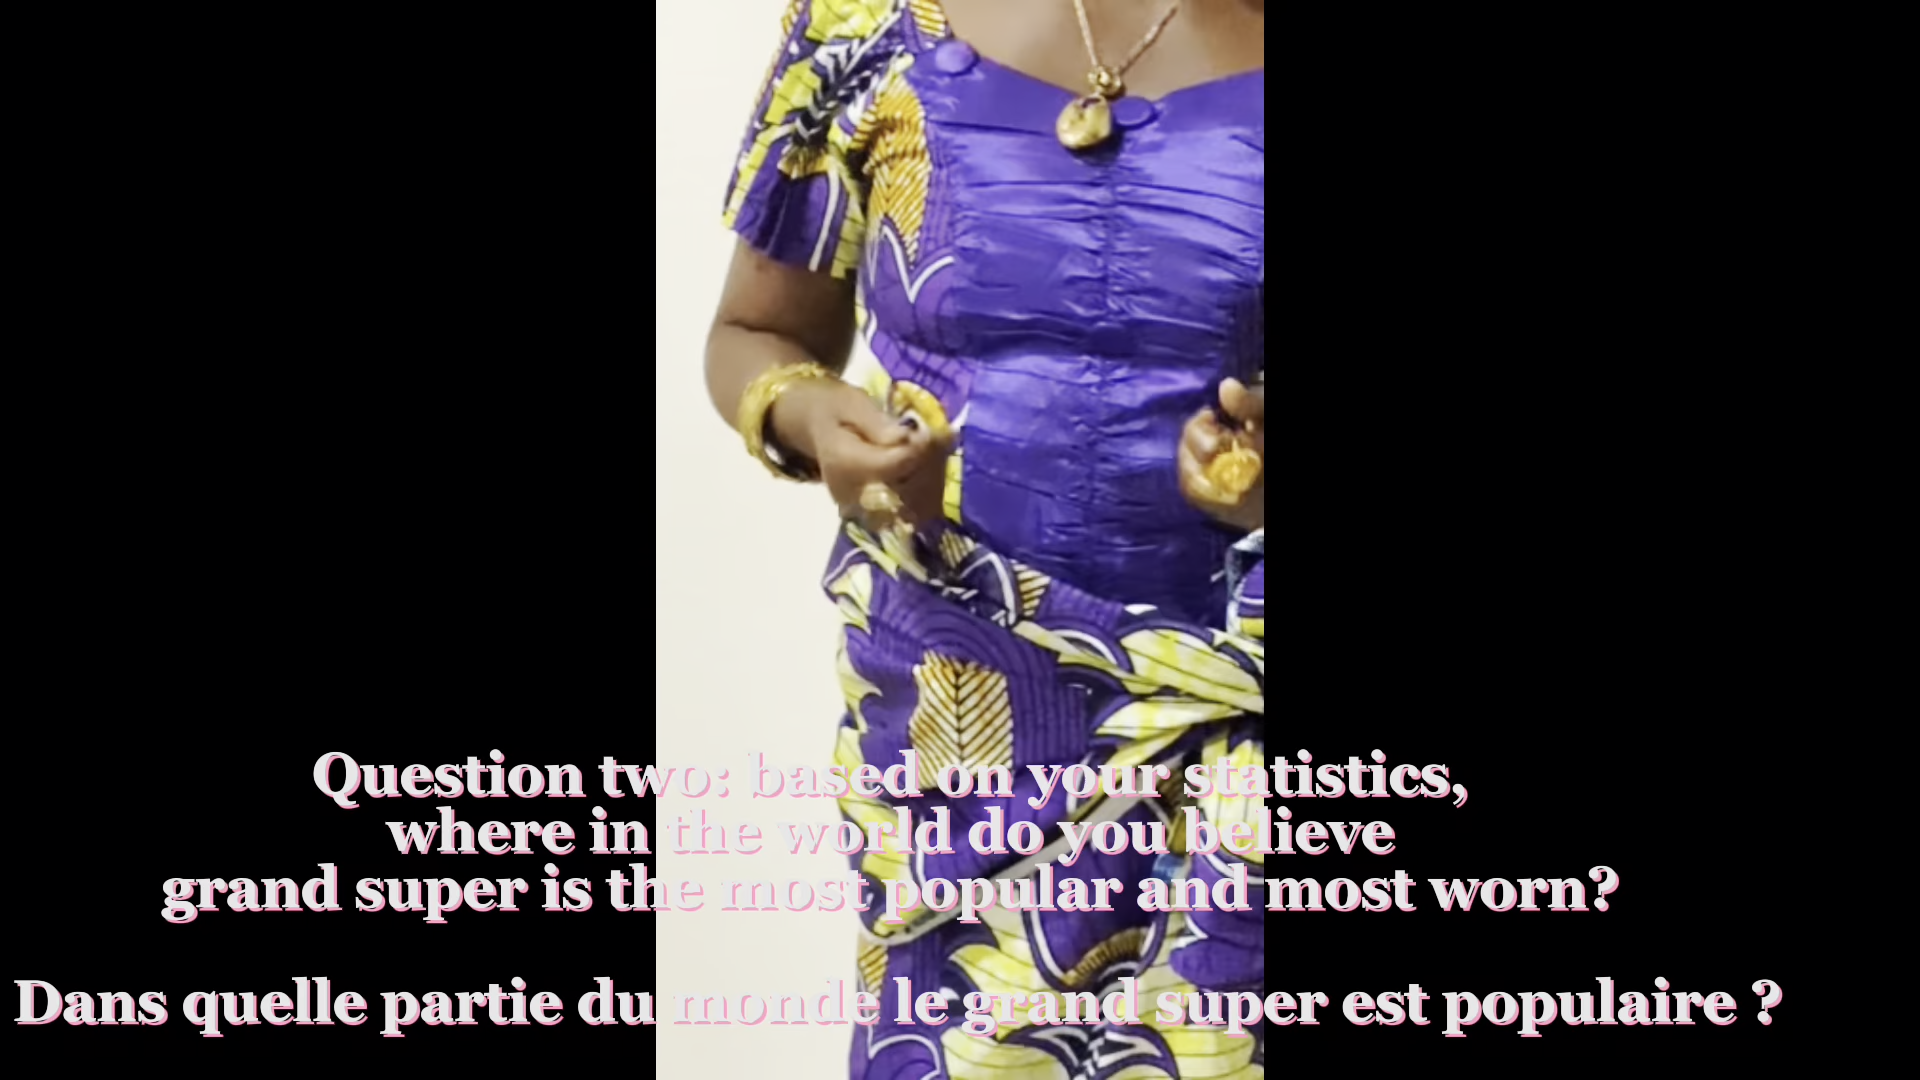 Question two: based on your statistics,
where in the world do you believe
grand super is the most popular and most worn?
Dans quelle partie du monde le grand super est populaire ?